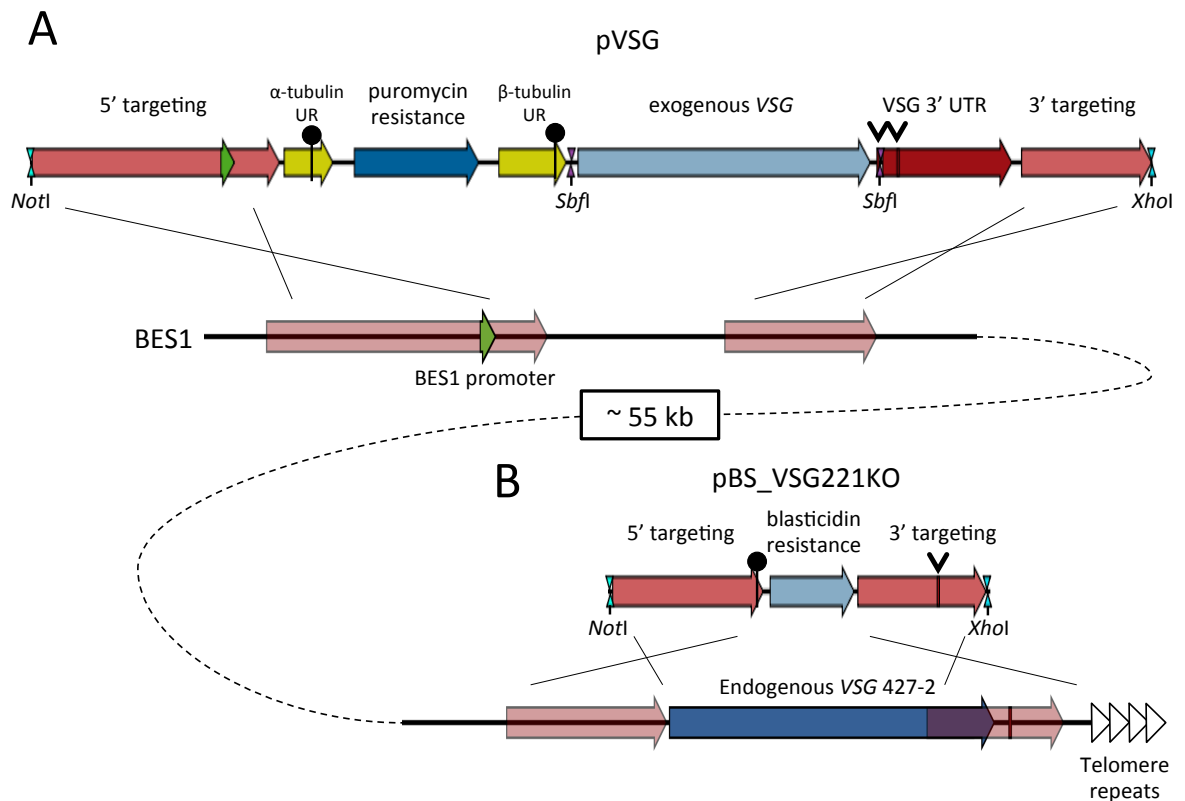 A
pVSG
5’ targeting
α-tubulin
UR
puromycin
resistance
β-tubulin
UR
exogenous VSG
VSG 3’ UTR
3’ targeting
NotI
SbfI
SbfI
XhoI
BES1
BES1 promoter
~ 55 kb
B
pBS_VSG221KO
5’ targeting
blasticidin
resistance
3’ targeting
NotI
XhoI
Endogenous VSG 427-2
Telomere
repeats